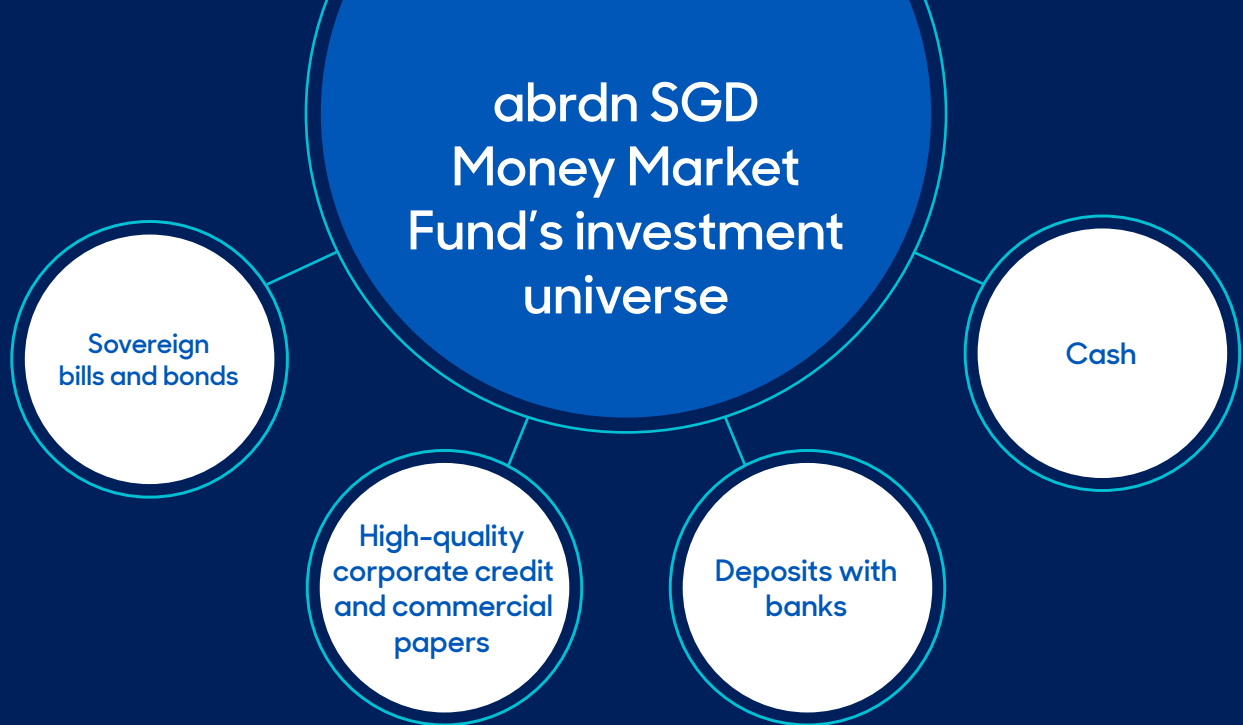 abrdn SGD
Money Market
Fund’s investment
universe
Sovereign
bills and bonds
High-quality
corporate credit
and commercial
papers
Deposits with
banks
Cash